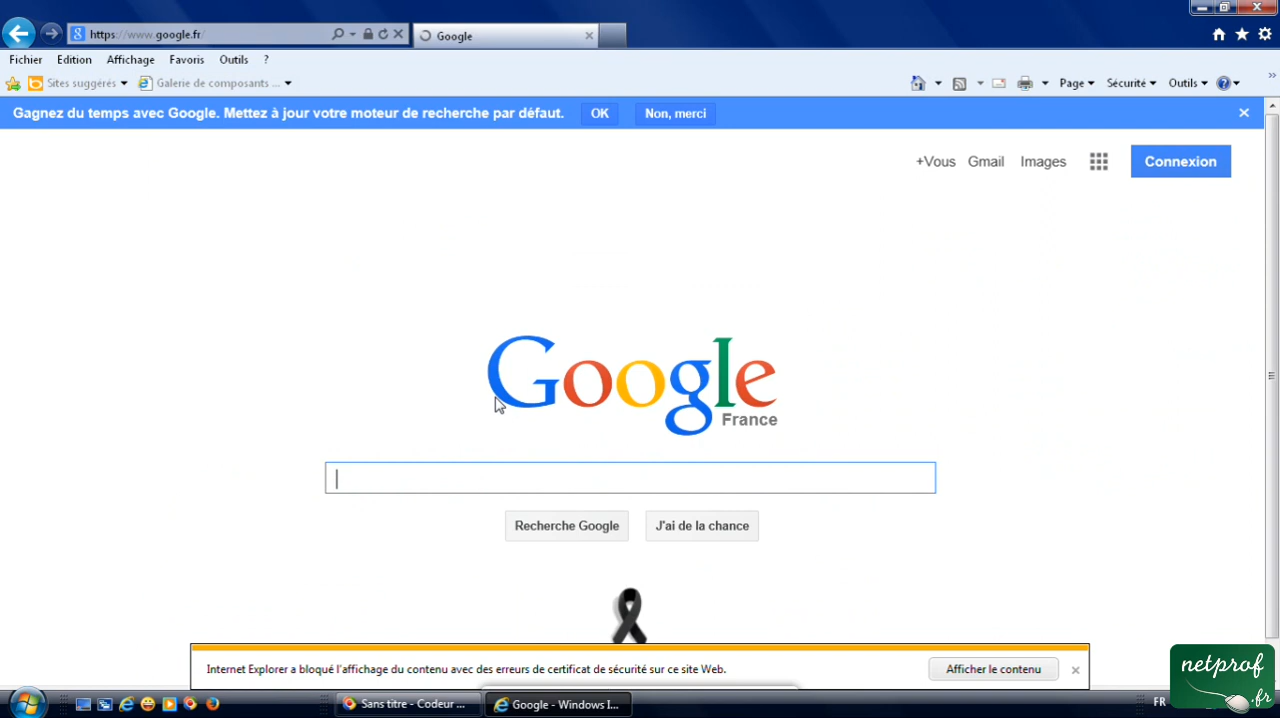 https://www.google.fr/
Google
Fichier Edition Affichage Favoris Outils ?
Sites suggérés Galerie de composants ... Page Sécurité Outils
Gagnez du temps avec Google. Mettez à jour votre moteur de recherche par défaut. OK Non, merci
+Vous Gmail Images Connexion
Google
France
Recherche Google J'ai de la chance
Internet Explorer a bloqué l'affichage du contenu avec des erreurs de certificat de sécurité sur ce site Web. Afficher le contenu
netprof
.fr
Sans titre - Codeur ... Google - Windows I... FR